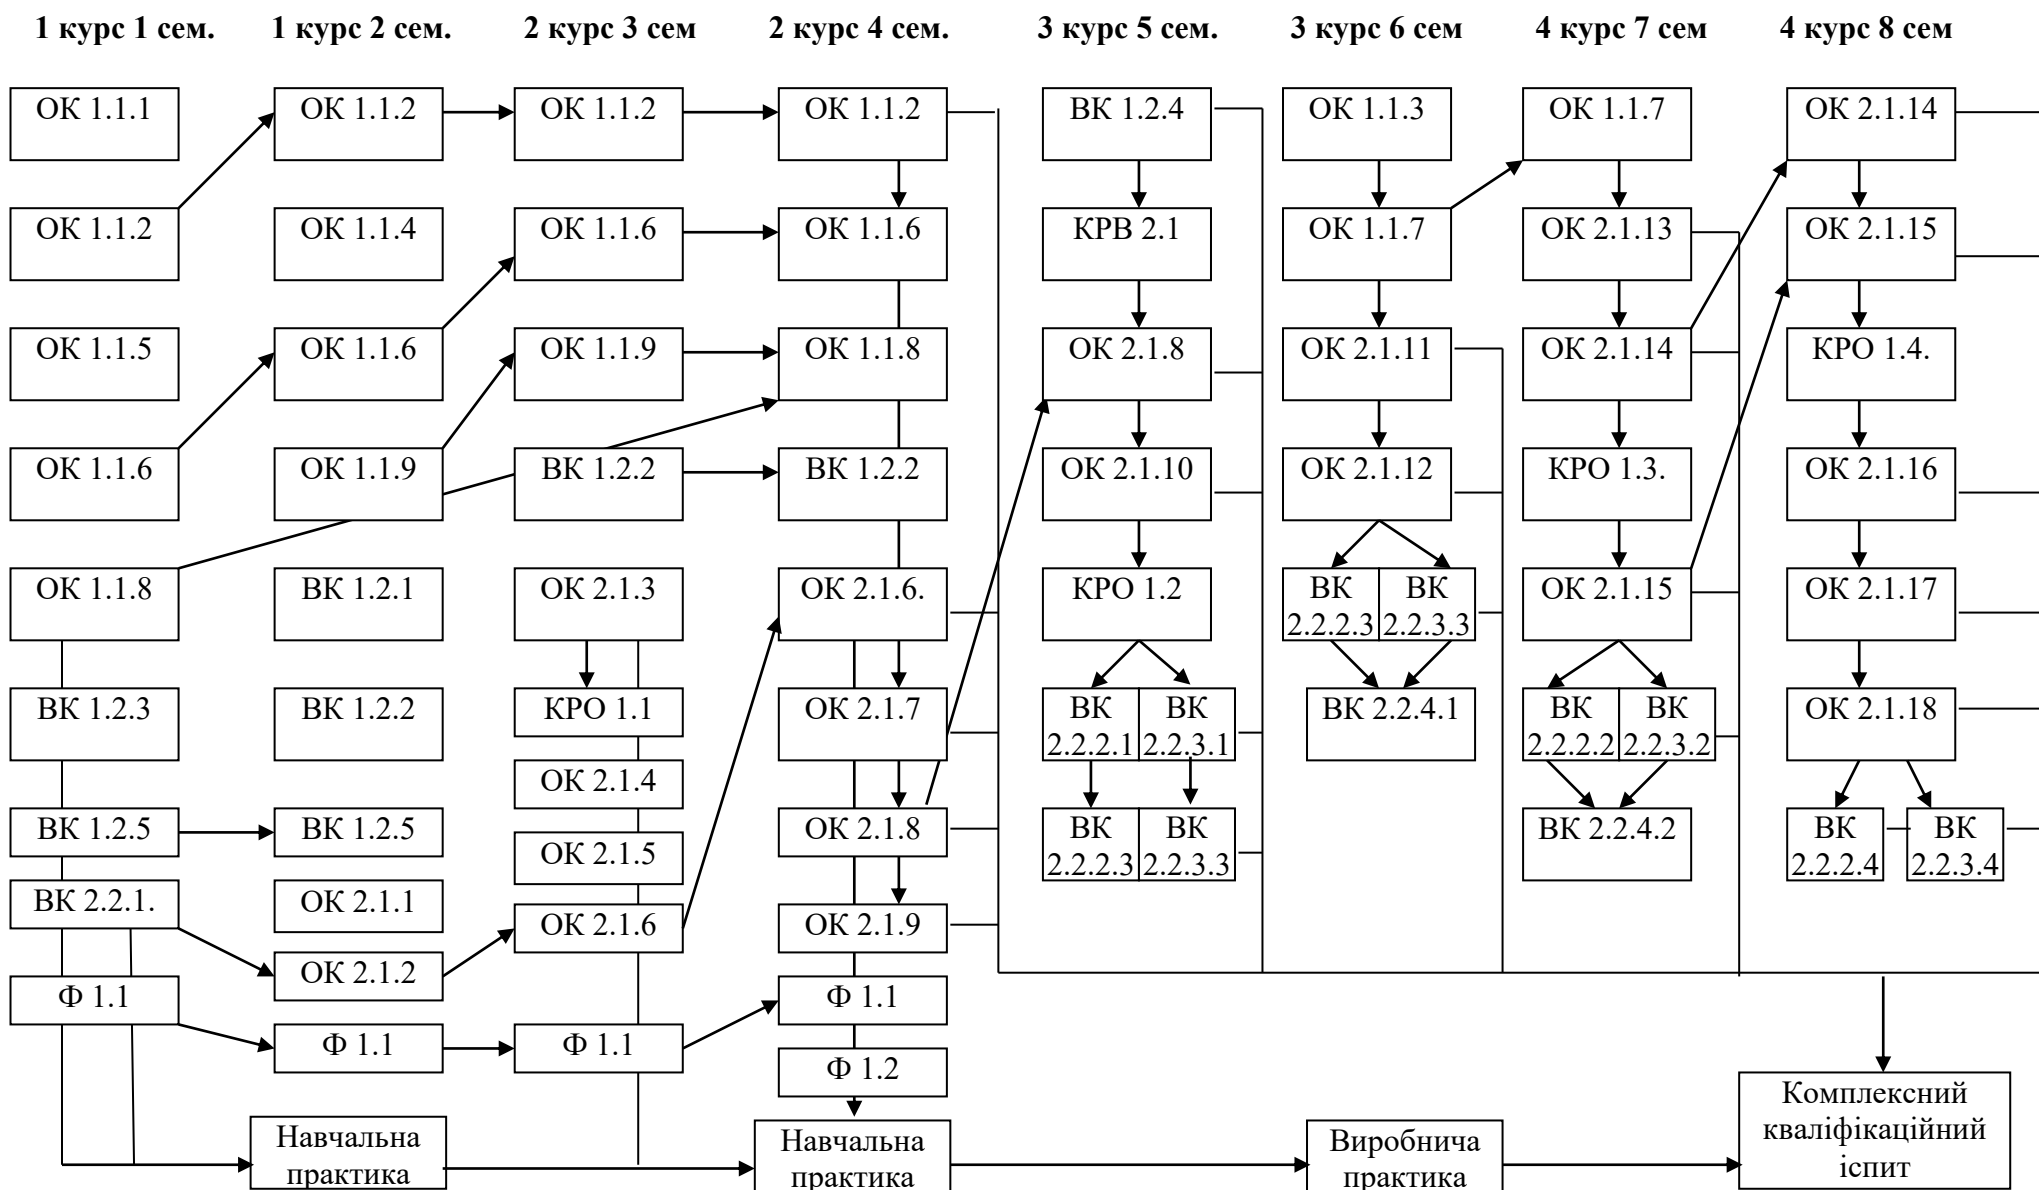 1 курс 1 сем.
1 курс 2 сем.
2 курс 3 сем
2 курс 4 сем.
3 курс 5 сем.
3 курс 6 сем
4 курс 7 сем
4 курс 8 сем
ОК 1.1.1
ОК 1.1.2
ОК 1.1.5
ОК 1.1.6
ОК 1.1.8
ВК 1.2.3
ВК 1.2.5
ВК 2.2.1.
Ф 1.1
ОК 1.1.2
ОК 1.1.4
ОК 1.1.6
ОК 1.1.9
ВК 1.2.1
ВК 1.2.2
ВК 1.2.5
ОК 2.1.1
ОК 2.1.2
Ф 1.1
Навчальна
практика
ОК 1.1.2
ОК 1.1.6
ОК 1.1.9
ВК 1.2.2
ОК 2.1.3
КРО 1.1
ОК 2.1.4
ОК 2.1.5
ОК 2.1.6
Ф 1.1
ОК 1.1.2
ОК 1.1.6
ОК 1.1.8
ВК 1.2.2
ОК 2.1.6.
ОК 2.1.7
ОК 2.1.8
ОК 2.1.9
Ф 1.1
Ф 1.2
Навчальна
практика
ВК 1.2.4
КРВ 2.1
ОК 2.1.8
ОК 2.1.10
КРО 1.2
ВК
2.2.2.1
ВК
2.2.3.1
ВК
2.2.2.3
ВК
2.2.3.3
ОК 1.1.3
ОК 1.1.7
ОК 2.1.11
ОК 2.1.12
ВК
2.2.2.3
ВК
2.2.3.3
ВК 2.2.4.1
Виробнича
практика
ОК 1.1.7
ОК 2.1.13
ОК 2.1.14
КРО 1.3.
ОК 2.1.15
ВК
2.2.2.2
ВК
2.2.3.2
ВК 2.2.4.2
ОК 2.1.14
ОК 2.1.15
КРО 1.4.
ОК 2.1.16
ОК 2.1.17
ОК 2.1.18
ВК
2.2.2.4
ВК
2.2.3.4
Комплексний
кваліфікаційний
іспит